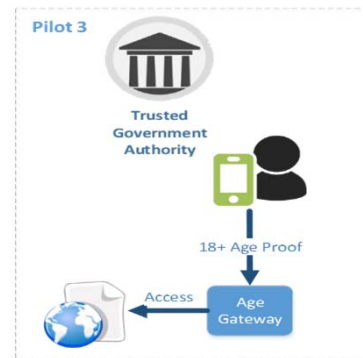 Pilot 3
Trusted
Government
Authority
18+ Age Proof
Access
Age
Gateway